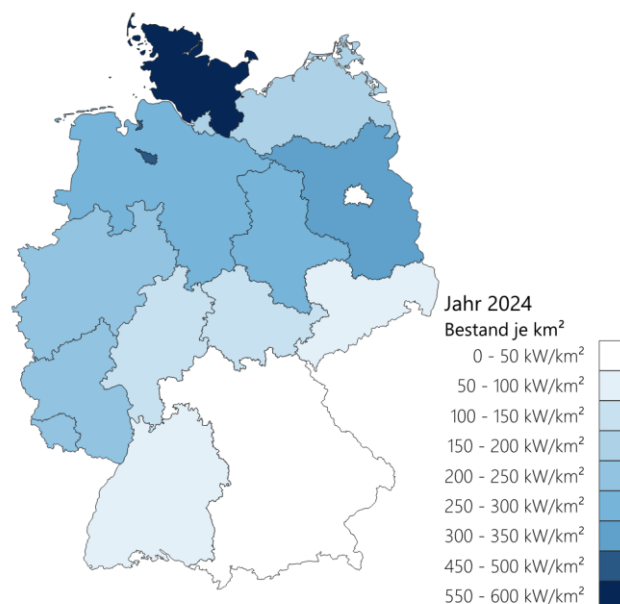 Jahr 2024
Bestand je km²
0 - 50 kW/km²
50 - 100 kW/km²
100 - 150 kW/km²
150 - 200 kW/km²
200 - 250 kW/km²
250 - 300 kW/km²
300 - 350 kW/km²
450 - 500 kW/km²
550 - 600 kW/km²